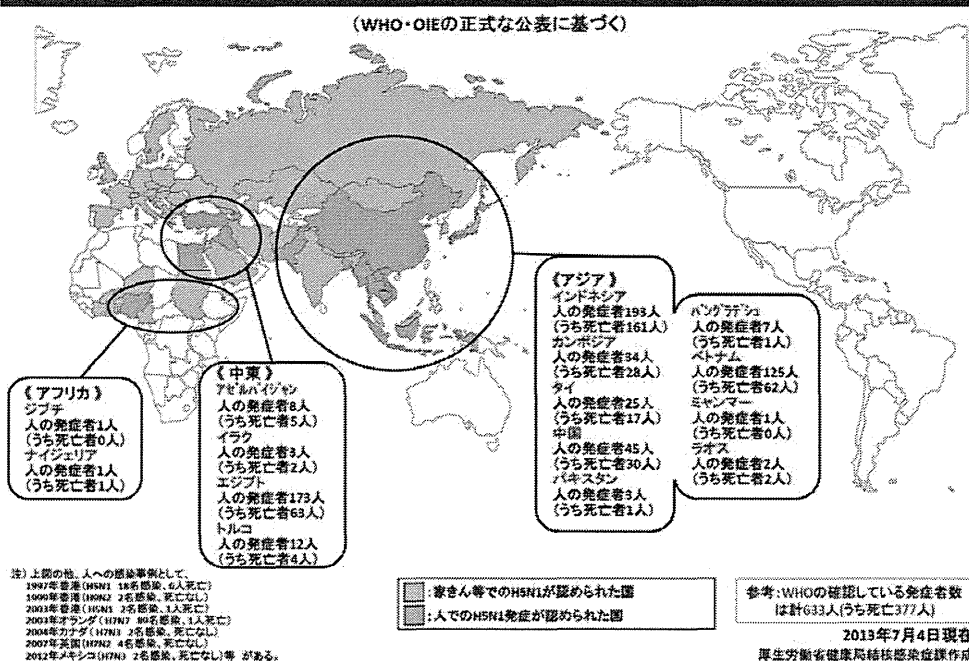 (WHO・OIEの正式な公表に基づく)
《アフリカ》
ジブチ
人の発症者1人
(うち死亡者0人)
ナイジェリア
人の発症者1人
(うち死亡者1人)
《中東》
アゼルバイジャン
人の発症者8人
(うち死亡者5人)
イラク
人の発症者3人
(うち死亡者2人)
エジプト
人の発症者173人
(うち死亡者63人)
トルコ
人の発症者12人
(うち死亡者4人)
《アジア》
インドネシア
人の発症者193人
(うち死亡者161人)
カンボジア
人の発症者34人
(うち死亡者28人)
タイ
人の発症者25人
(うち死亡者17人)
中国
人の発症者45人
(うち死亡者30人)
パキスタン
人の発症者3人
(うち死亡者1人)
バングラデシュ
人の発症者7人
(うち死亡者1人)
ベトナム
人の発症者125人
(うち死亡者62人)
ミャンマー
人の発症者1人
(うち死亡者0人)
ラオス
人の発症者2人
(うち死亡者2人)
注)上図の他、人への感染事例として、
1997年香港(H5N1 18名感染、6人死亡)
1999年香港(H9N2 2名感染、死亡なし)
2003年香港(H5N1 2名感染、1人死亡)
2003年オランダ(H7N7 89名感染、1人死亡)
2004年カナダ(H7N3 2名感染、死亡なし)
2007年英国(H7N2 4名感染、死亡なし)
2012年メキシコ(H7N3 2名感染、死亡なし)等 がある。
:家きん等でのH5N1が認められた国
:人でのH5N1発症が認められた国
参考:WHOの確認している発症者数
は計633人(うち死亡377人)
2013年7月4日現在
厚生労働省健康局結核感染症課作成